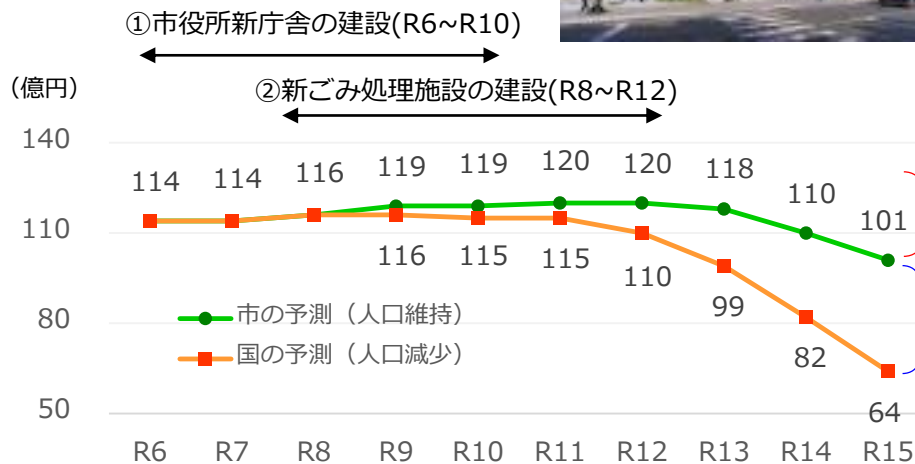 ①市役所新庁舎の建設(R6~R10)
(億円)
②新ごみ処理施設の建設(R8~R12)
140
114 114 116 119 119 120 120 118 110 101
110
116 115 115 110 99 82 64
80
市の予測（人口維持）
国の予測（人口減少）
50
R6 R7 R8 R9 R10 R11 R12 R13 R14 R15